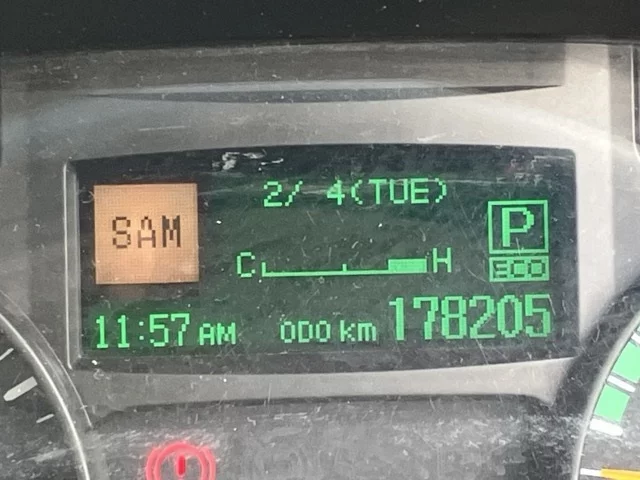 2/ 4(TUE)
SAM
P
C H
ECO
11:57 AM ODO km 178205